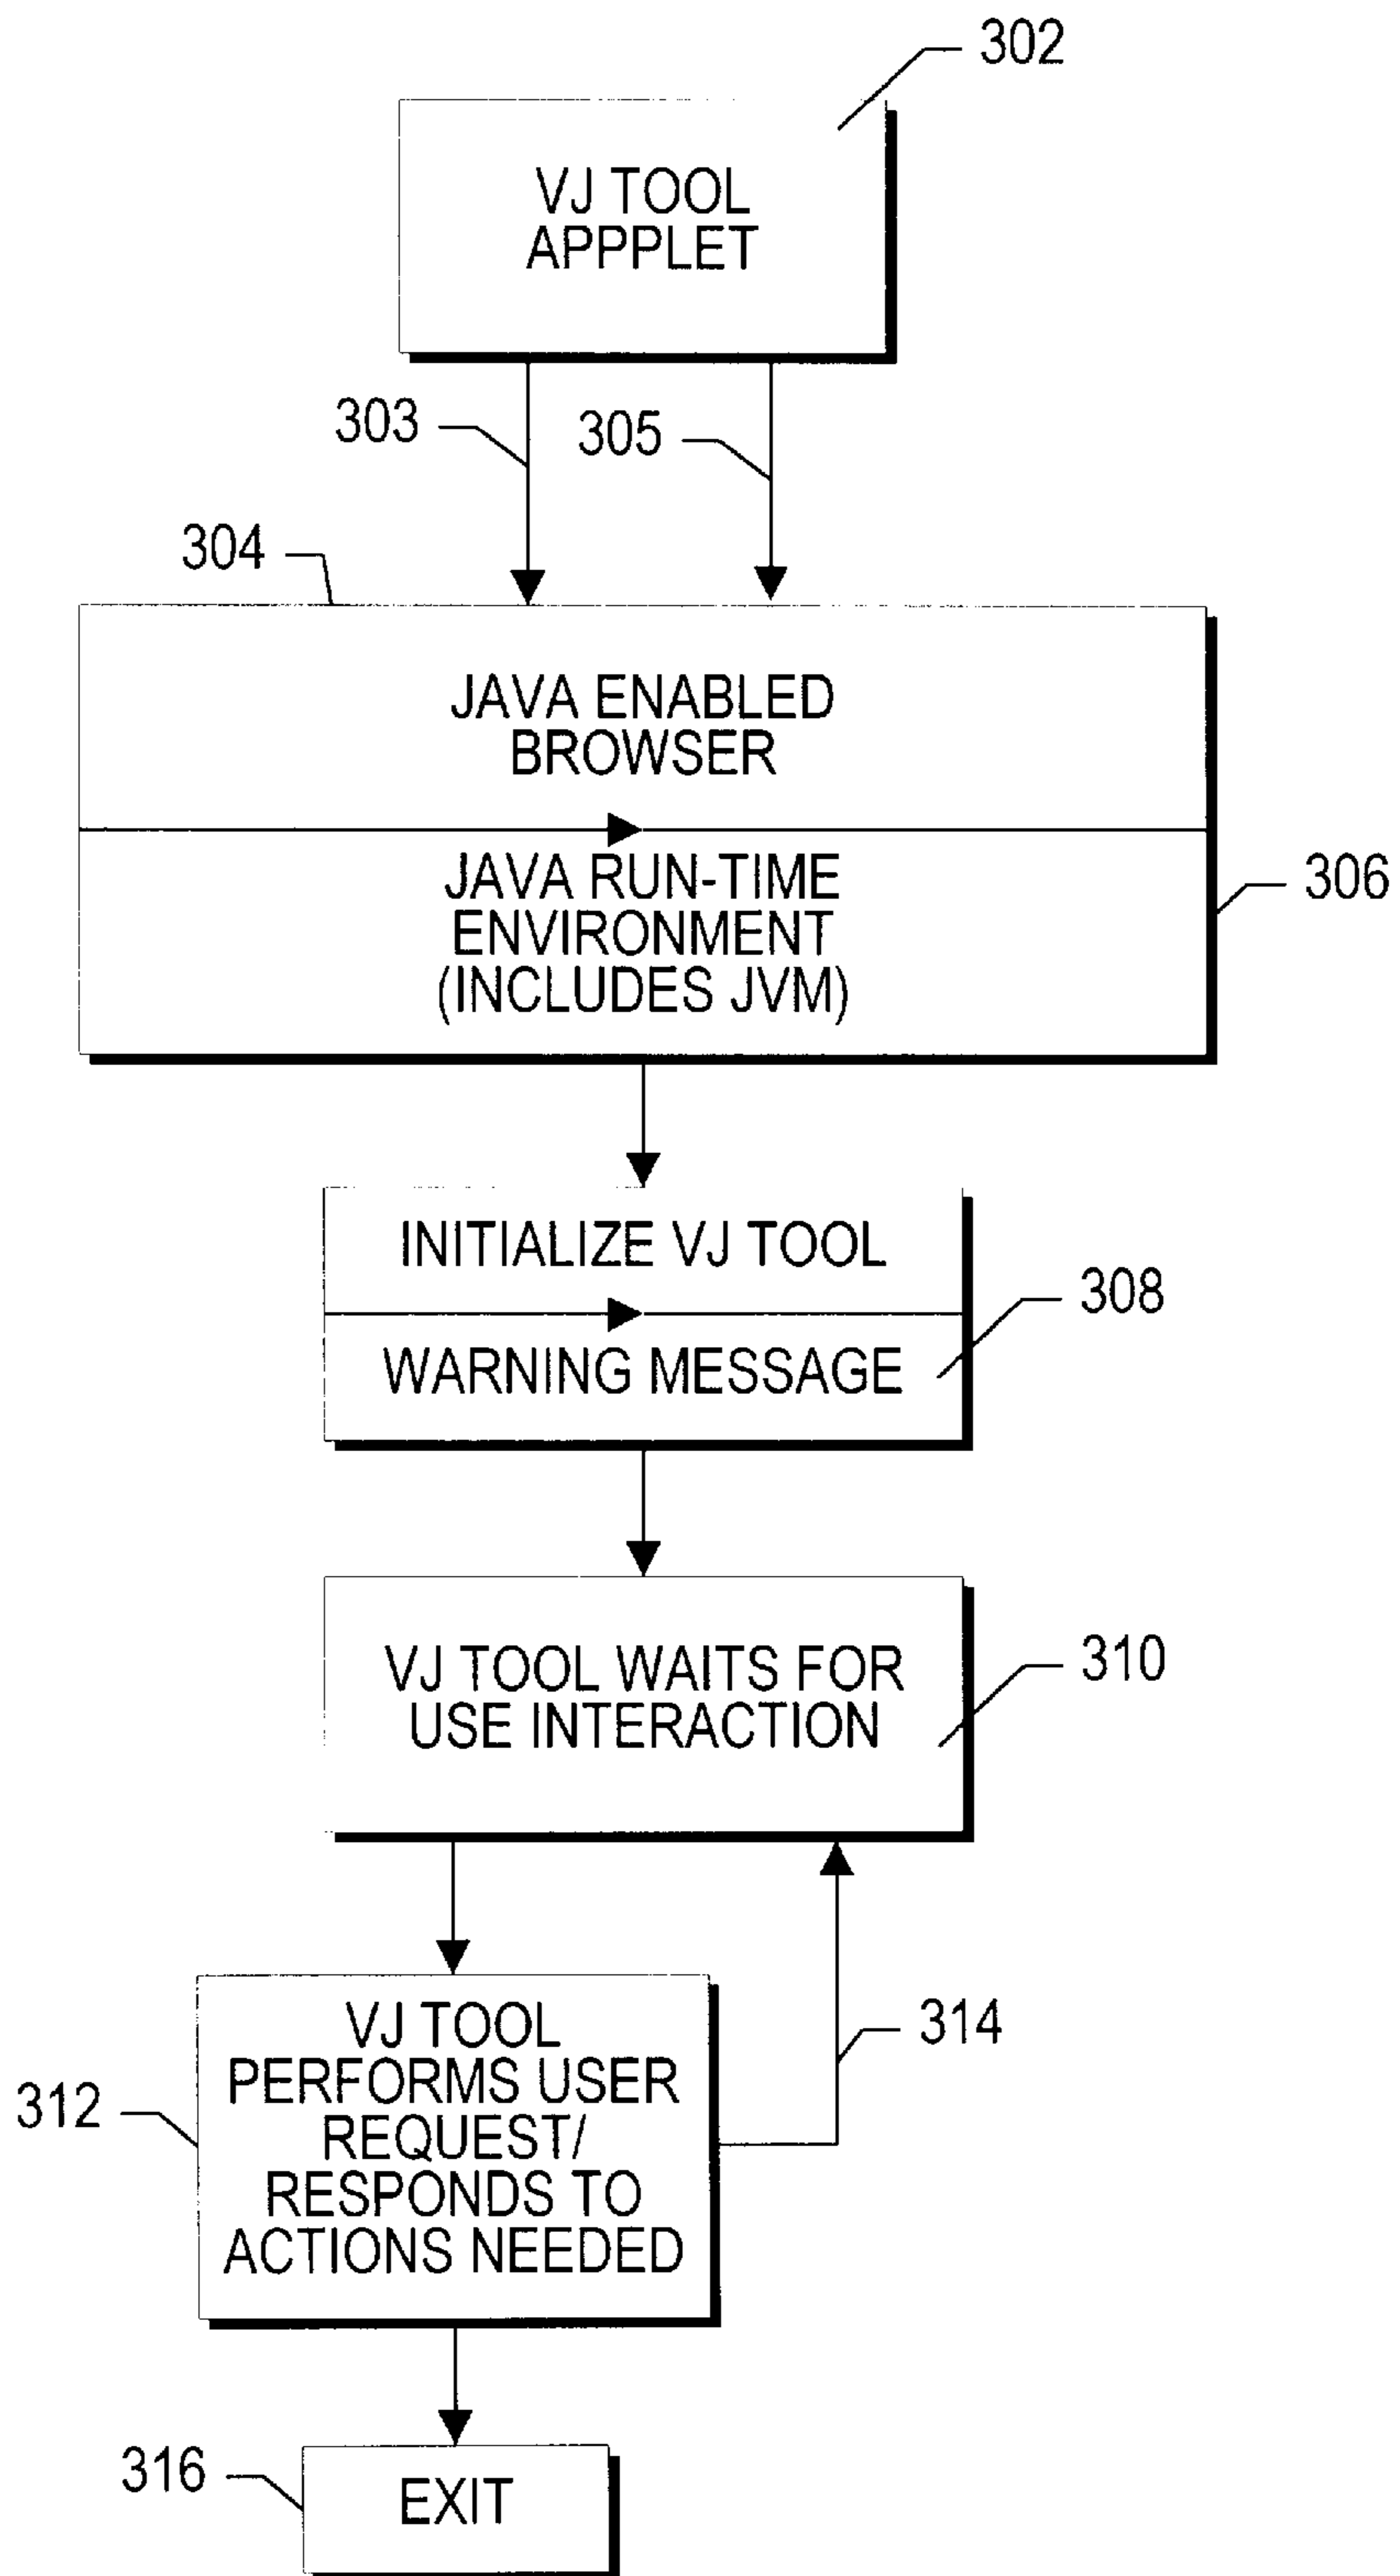 302
VJ TOOL
APPPLET
303
305
304
JAVA ENABLED
BROWSER
JAVA RUN-TIME
ENVIRONMENT
(INCLUDES JVM)
306
INITIALIZE VJ TOOL
308
WARNING MESSAGE
VJ TOOL WAITS FOR
USE INTERACTION
310
312
VJ TOOL
PERFORMS USER
REQUEST/
RESPONDS TO
ACTIONS NEEDED
314
316
EXIT